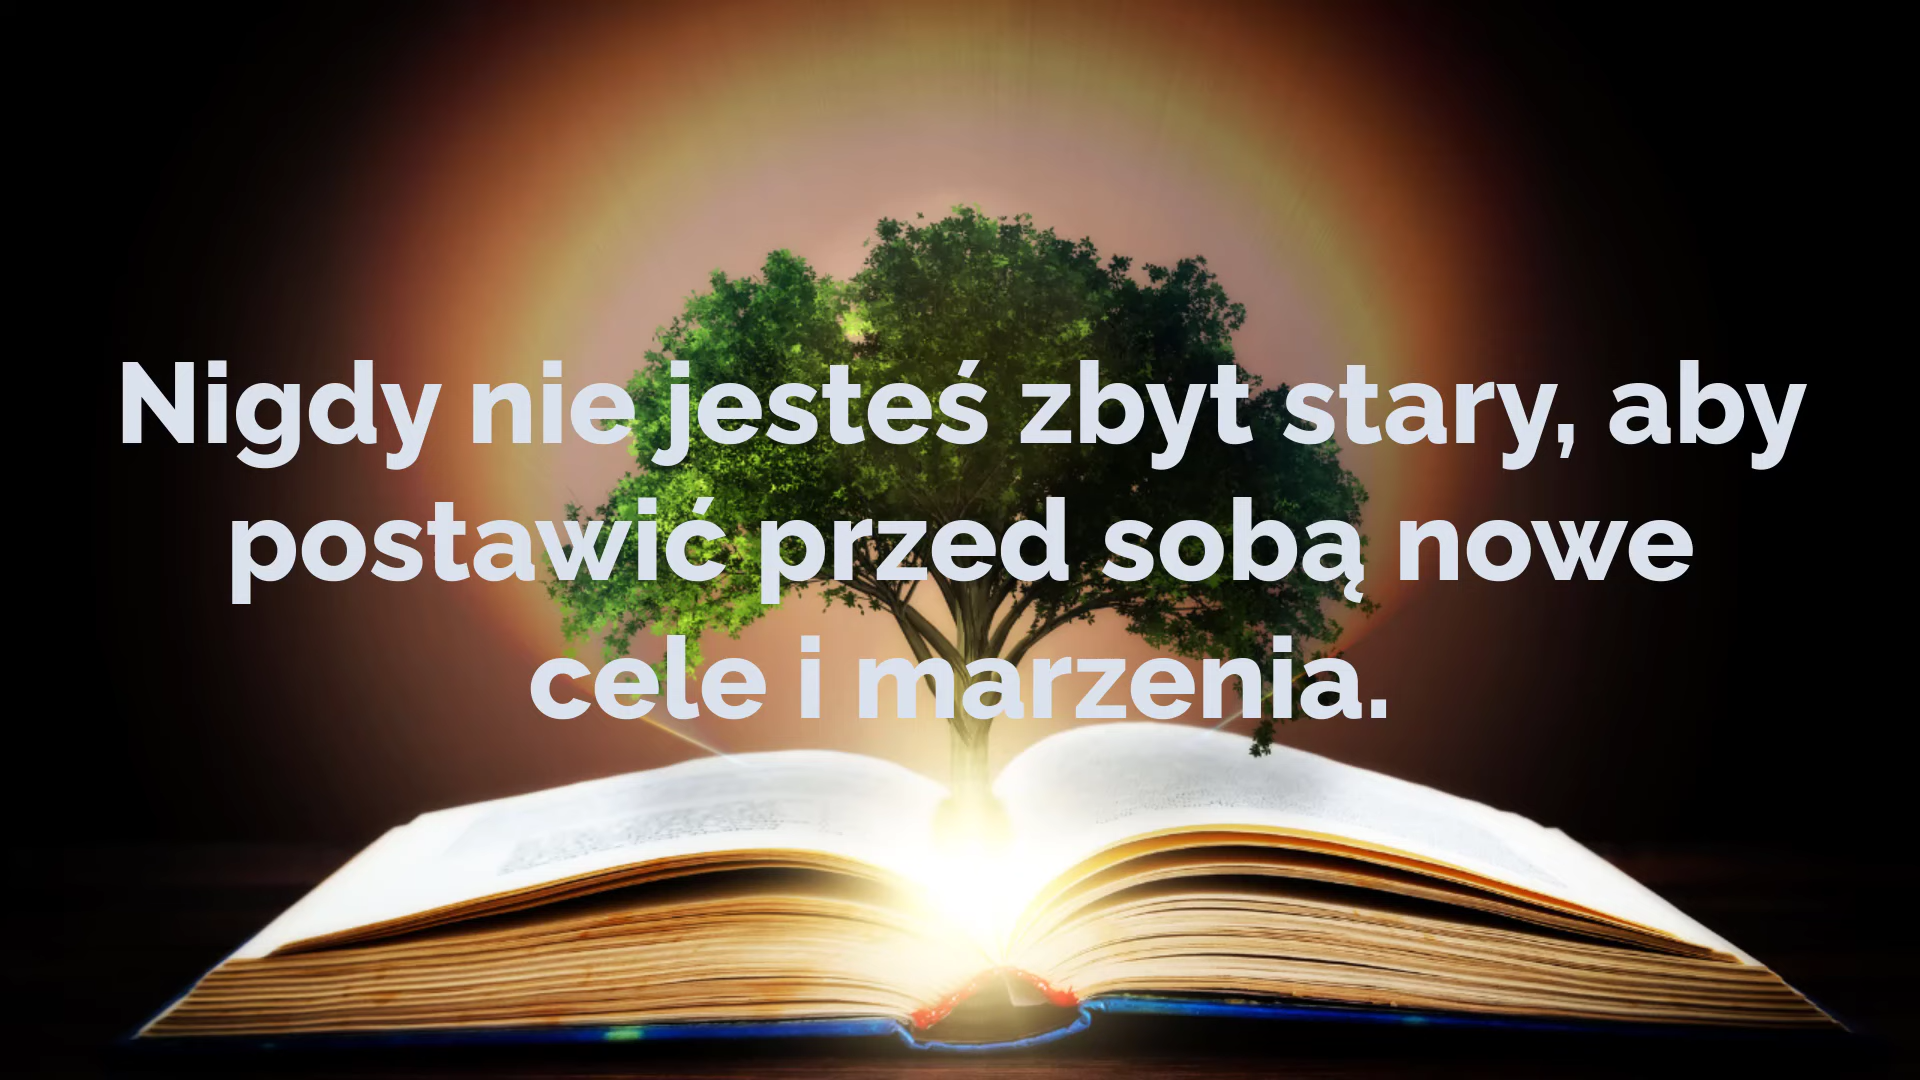 Nigdy nie jesteś zbyt stary, aby
postawić przed sobą nowe
cele i marzenia.